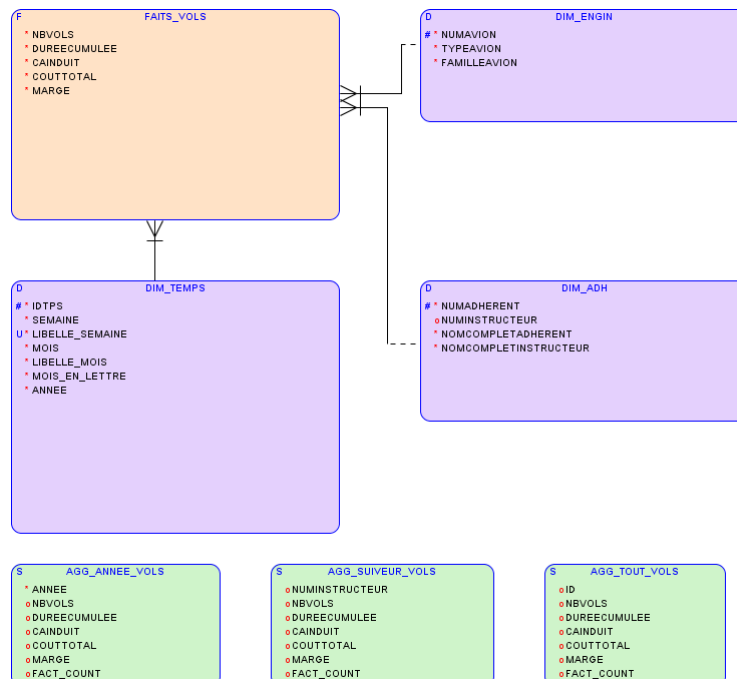 F FAITS_VOLS
* NBVOLS
* DUREECUMULEE
* CAINDUIT
* COUTTOTAL
* MARGE
D DIM_ENGIN
# * NUMAVION
* TYPEAVION
* FAMILLEAVION
D DIM_TEMPS
# * IDTPS
* SEMAINE
U * LIBELLE_SEMAINE
* MOIS
* LIBELLE_MOIS
* MOIS_EN_LETTRE
* ANNEE
D DIM_ADH
# * NUMADHERENT
o NUMINSTRUCTEUR
* NOMCOMPLETADHERENT
* NOMCOMPLETINSTRUCTEUR
S AGG_ANNEE_VOLS
* ANNEE
o NBVOLS
o DUREECUMULEE
o CAINDUIT
o COUTTOTAL
o MARGE
o FACT_COUNT
S AGG_SUIVEUR_VOLS
o NUMINSTRUCTEUR
o NBVOLS
o DUREECUMULEE
o CAINDUIT
o COUTTOTAL
o MARGE
o FACT_COUNT
S AGG_TOUT_VOLS
o ID
o NBVOLS
o DUREECUMULEE
o CAINDUIT
o COUTTOTAL
o MARGE
o FACT_COUNT